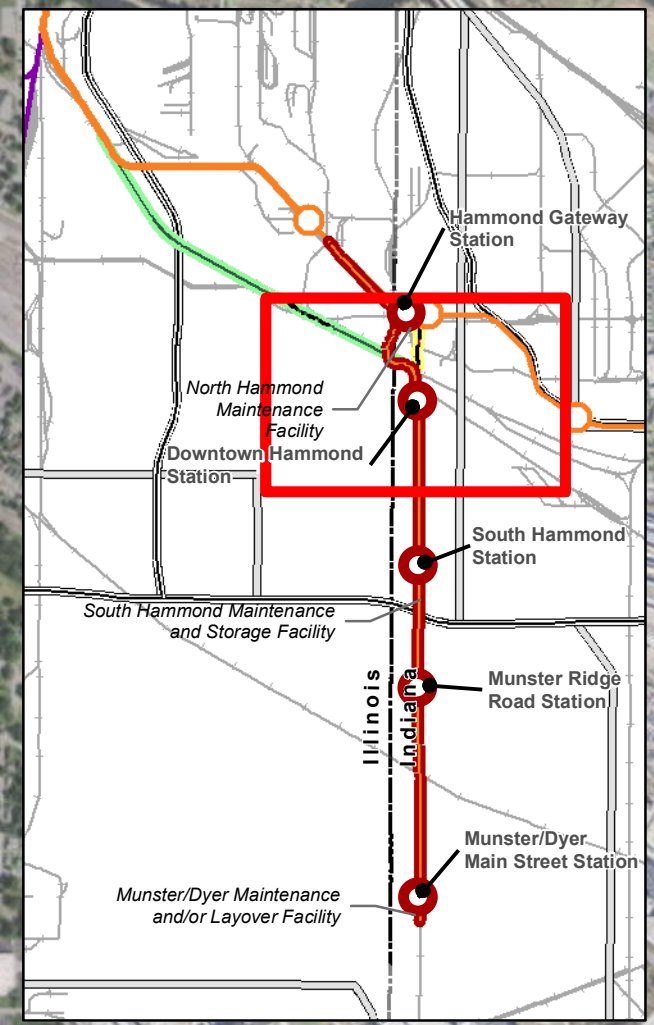 Hammond Gateway
Station
North Hammond
Maintenance
Facility
Downtown Hammond
Station
South Hammond
Station
South Hammond Maintenance
and Storage Facility
Illinois
Indiana
Munster Ridge
Road Station
Munster/Dyer
Main Street Station
Munster/Dyer Maintenance
and/or Layover Facility